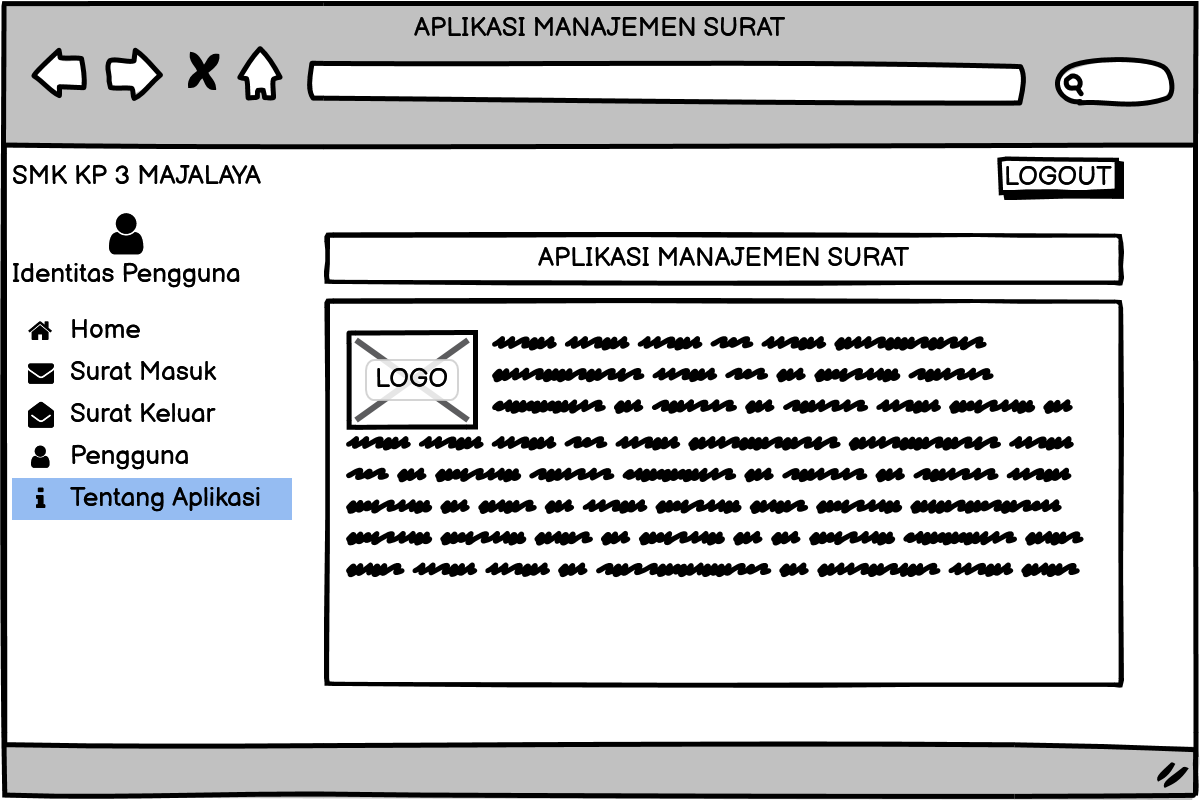 APLIKASI MANAJEMEN SURAT
SMK KP 3 MAJALAYA
LOGOUT
Identitas Pengguna
Home
Surat Masuk
Surat Keluar
Pengguna
Tentang Aplikasi
APLIKASI MANAJEMEN SURAT
LOGO